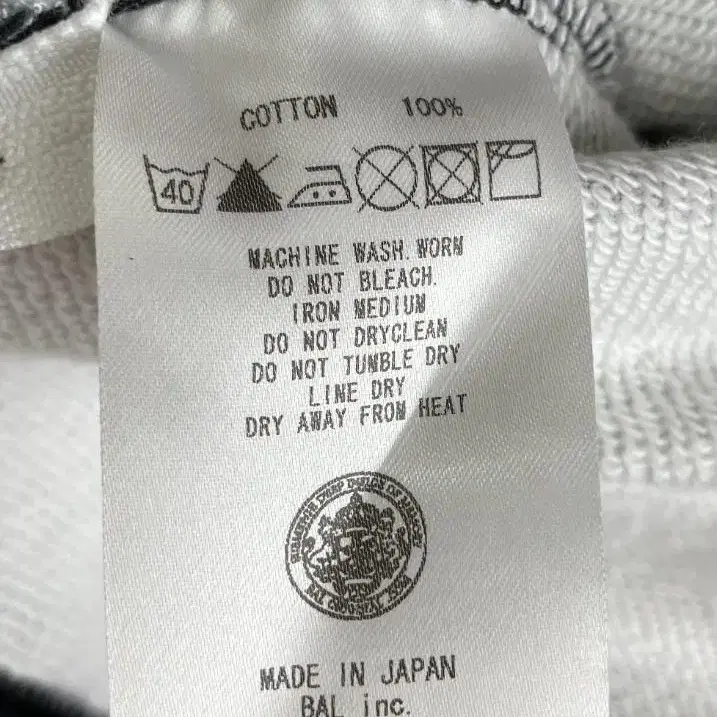 COTTON 100%
40
MACHINE WASH. WORN
DO NOT BLEACH.
IRON MEDIUM
DO NOT DRYCLEAN
DO NOT TUMBLE DRY
LINE DRY
DRY AWAY FROM HEAT
MADE IN JAPAN
BAL inc.